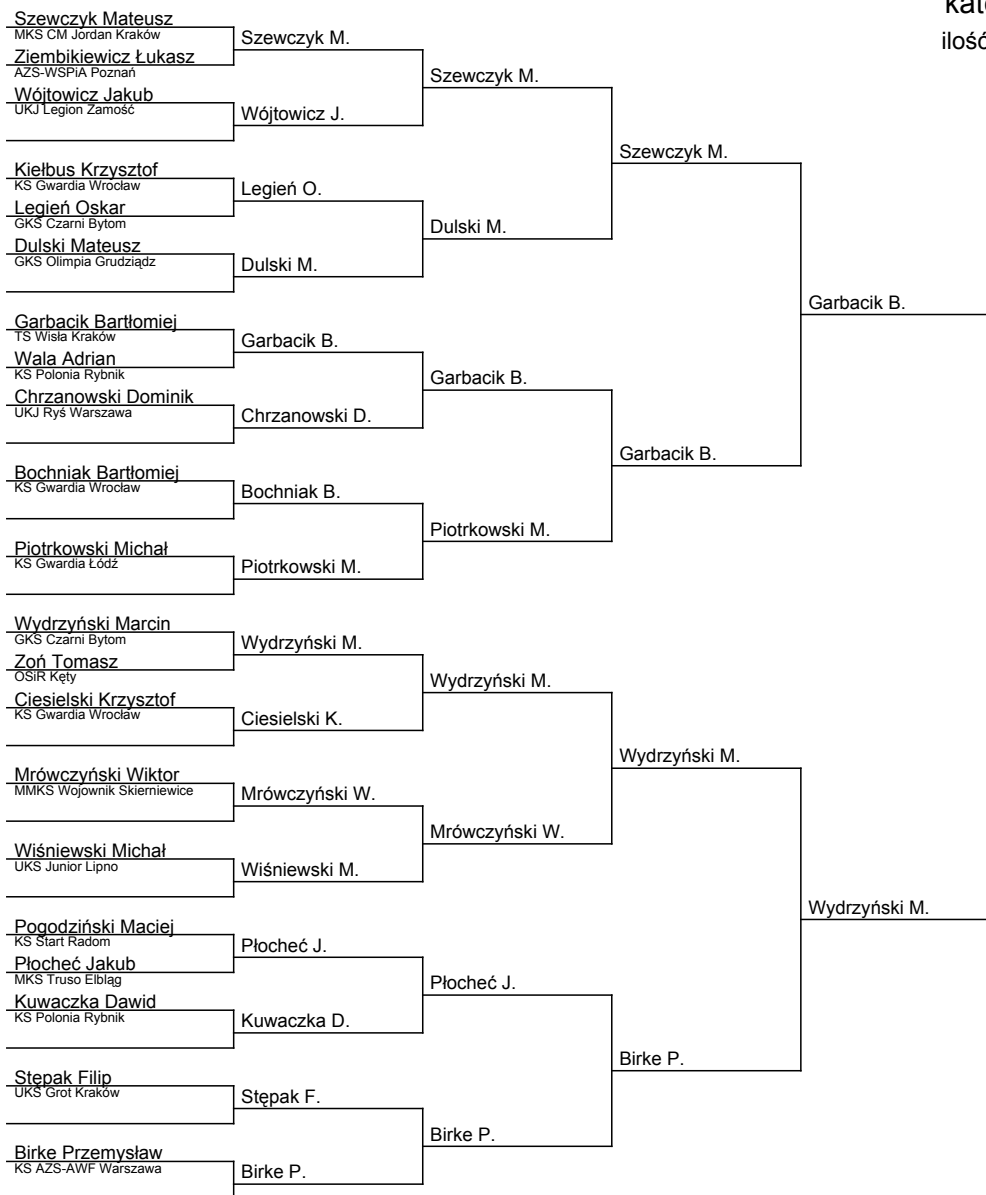 kate
ilość
Szewczyk Mateusz
MKS CM Jordan Kraków
Ziembikiewicz Łukasz
AZS-WSPiA Poznań
Wójtowicz Jakub
UKJ Legion Zamość
Kiełbus Krzysztof
KS Gwardia Wrocław
Legień Oskar
GKS Czarni Bytom
Dulski Mateusz
GKS Olimpia Grudziądz
Garbacik Bartłomiej
TS Wisła Kraków
Wala Adrian
KS Polonia Rybnik
Chrzanowski Dominik
UKJ Ryś Warszawa
Bochniak Bartłomiej
KS Gwardia Wrocław
Piotrkowski Michał
KS Gwardia Łódź
Wydrzyński Marcin
GKS Czarni Bytom
Zoń Tomasz
OSiR Kęty
Ciesielski Krzysztof
KS Gwardia Wrocław
Mrówczyński Wiktor
MMKS Wojownik Skierniewice
Wiśniewski Michał
UKS Junior Lipno
Pogodziński Maciej
KS Start Radom
Płocheć Jakub
MKS Truso Elbląg
Kuwaczka Dawid
KS Polonia Rybnik
Stępak Filip
UKS Grot Kraków
Birke Przemysław
KS AZS-AWF Warszawa
Szewczyk M.
Wójtowicz J.
Legień O.
Dulski M.
Garbacik B.
Chrzanowski D.
Bochniak B.
Piotrkowski M.
Wydrzyński M.
Ciesielski K.
Mrówczyński W.
Wiśniewski M.
Płocheć J.
Kuwaczka D.
Stępak F.
Birke P.
Szewczyk M.
Dulski M.
Garbacik B.
Piotrkowski M.
Wydrzyński M.
Mrówczyński W.
Płocheć J.
Birke P.
Szewczyk M.
Garbacik B.
Wydrzyński M.
Birke P.
Garbacik B.
Wydrzyński M.